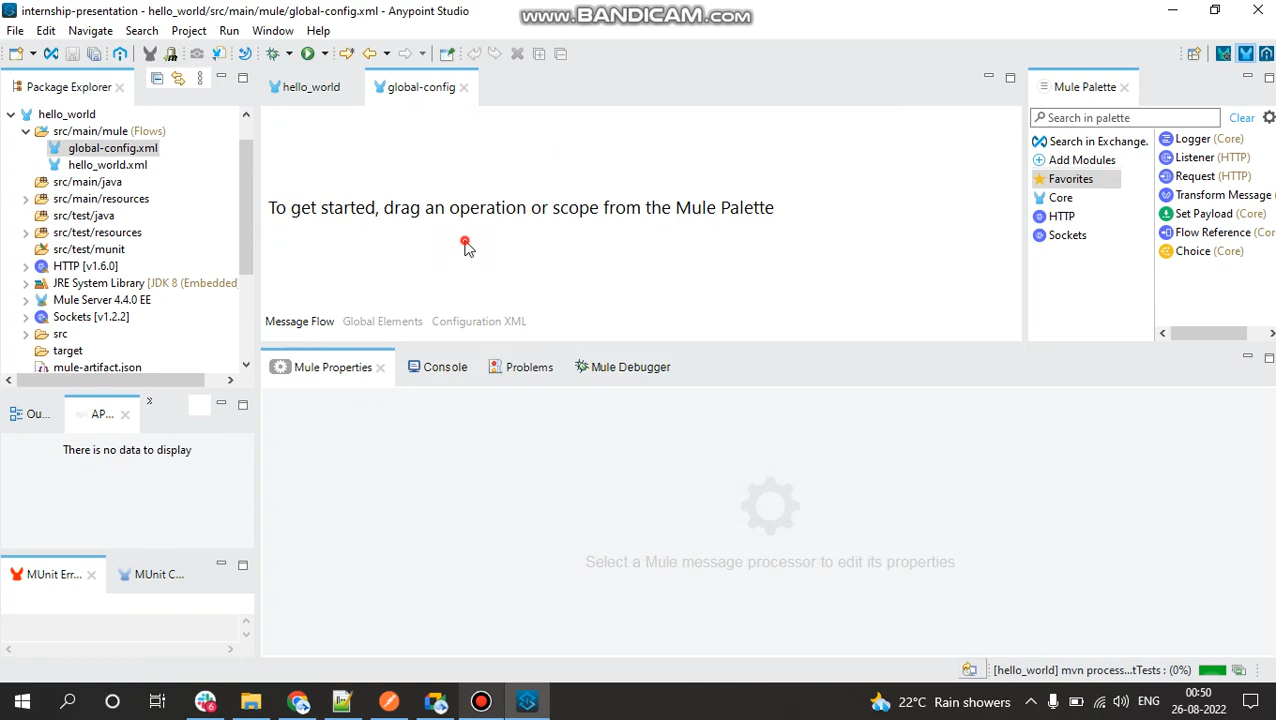 internship-presentation - hello_world/src/main/mule/global-config.xml - Anypoint Studio
www.BANDICAM.com
File Edit Navigate Search Project Run Window Help
Package Explorer
hello_world
src/main/mule (Flows)
global-config.xml
hello_world.xml
src/main/java
src/main/resources
src/test/java
src/test/resources
src/test/munit
HTTP [v1.6.0]
JRE System Library [JDK 8 (Embedded
Mule Server 4.4.0 EE
Sockets [v1.2.2]
src
target
mule-artifact.json
hello_world
global-config
To get started, drag an operation or scope from the Mule Palette
Message Flow Global Elements Configuration XML
Mule Palette
Search in palette
Clear
Search in Exchange.
Add Modules
Favorites
Core
HTTP
Sockets
Logger (Core)
Listener (HTTP)
Request (HTTP)
Transform Message
Set Payload (Core)
Flow Reference (Cor
Choice (Core)
Mule Properties
Console
Problems
Mule Debugger
Select a Mule message processor to edit its properties
Ou...
AP...
There is no data to display
MUnit Err...
MUnit C...
[hello_world] mvn process...tTests : (0%)
22°C Rain showers
ENG
00:50
26-08-2022